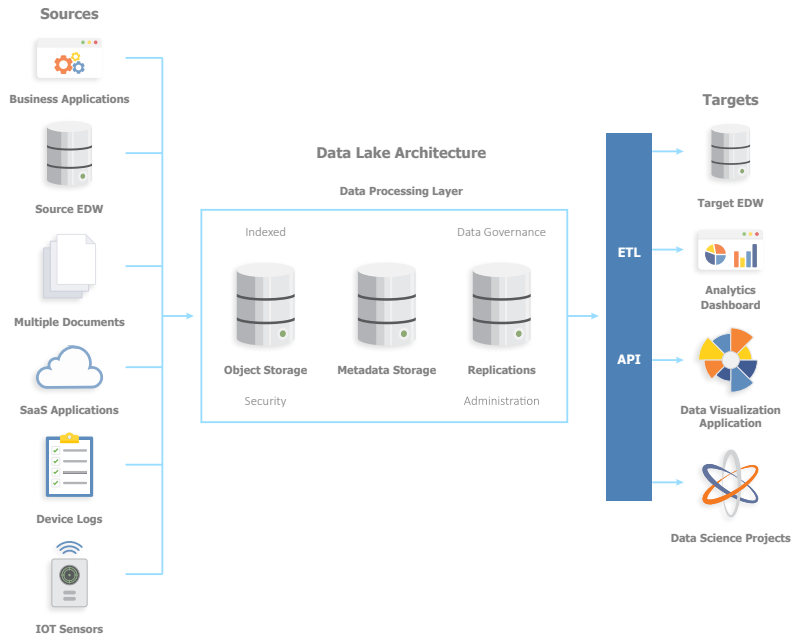 Sources
Business Applications
Source EDW
Multiple Documents
SaaS Applications
Device Logs
IOT Sensors
Data Lake Architecture
Data Processing Layer
Indexed
Data Governance
Object Storage
Metadata Storage
Replications
Security
Administration
ETL
API
Targets
Target EDW
Analytics
Dashboard
Data Visualization
Application
Data Science Projects